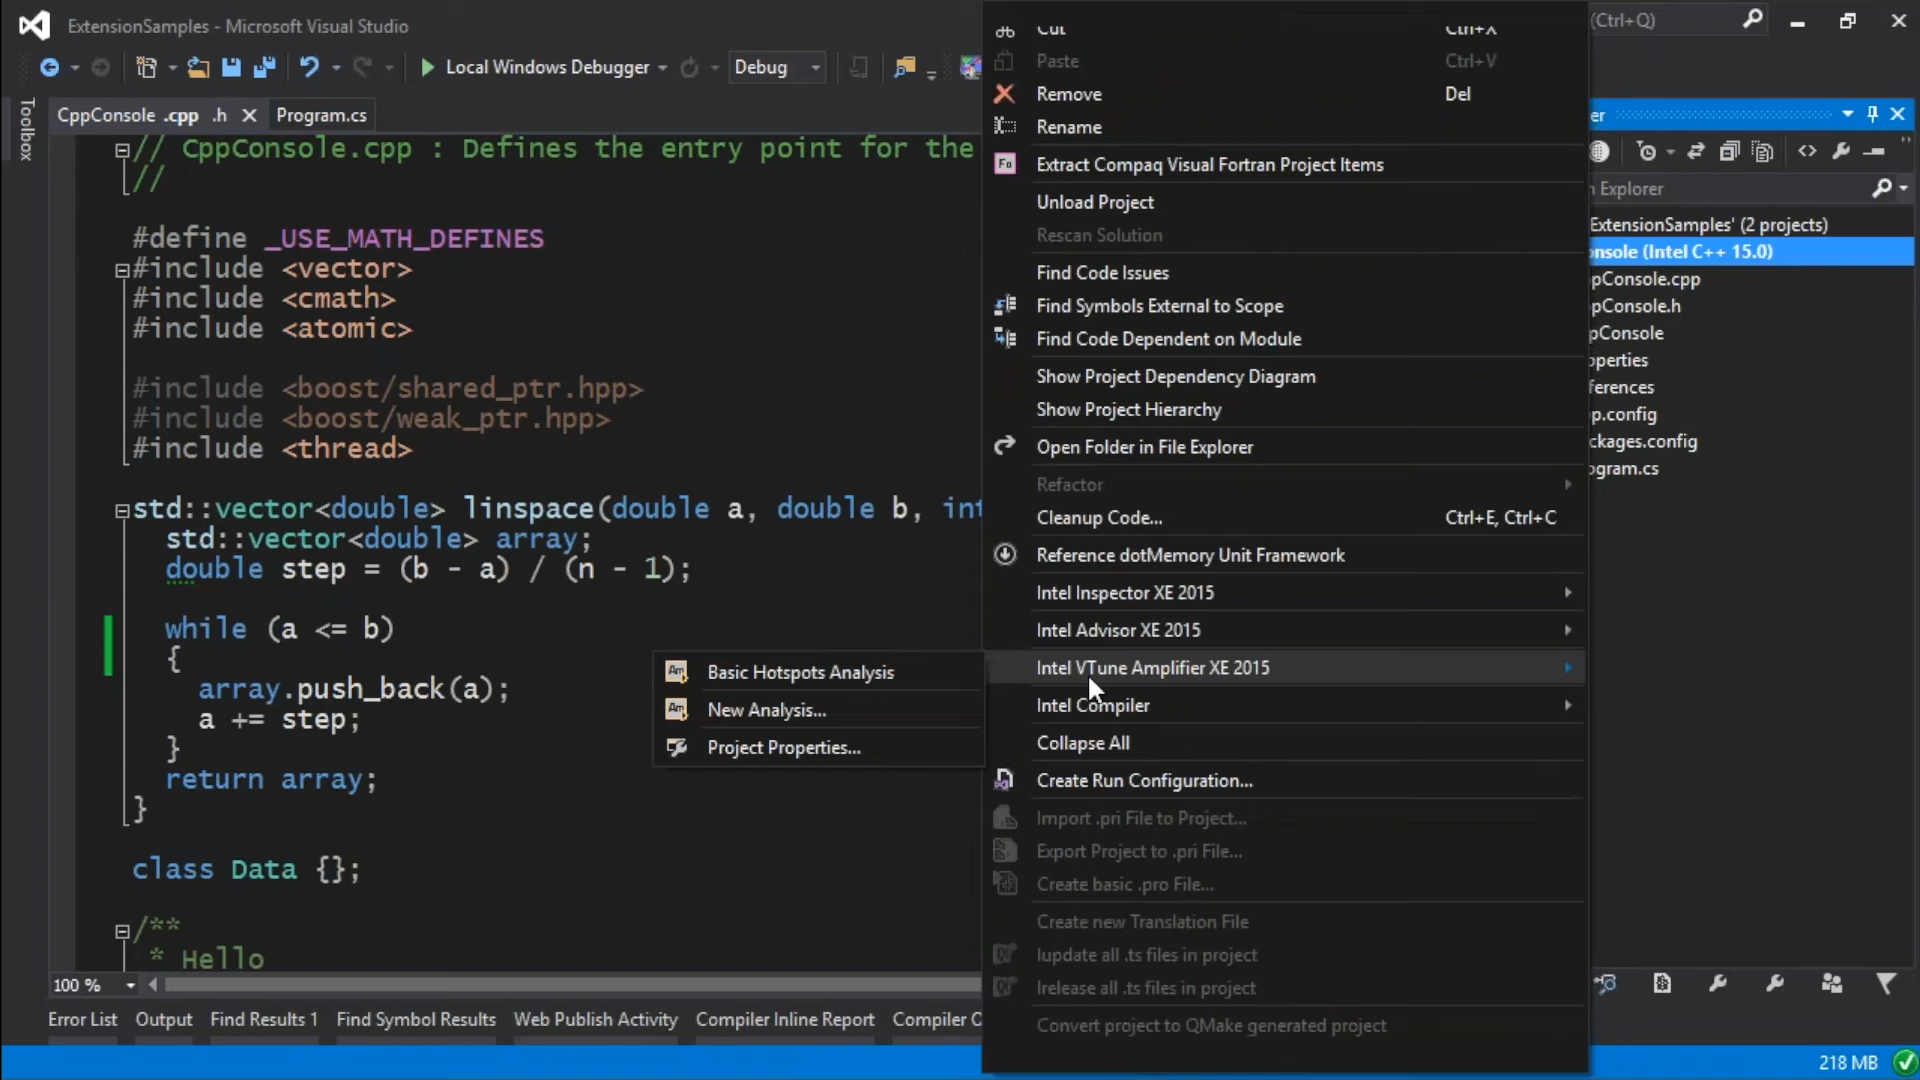 ExtensionSamples - Microsoft Visual Studio
(Ctrl+Q)
Local Windows Debugger
Debug
Toolbox
CppConsole .cpp .h
Program.cs
// CppConsole.cpp : Defines the entry point for the
//
#define _USE_MATH_DEFINES
#include <vector>
#include <cmath>
#include <atomic>
#include <boost/shared_ptr.hpp>
#include <boost/weak_ptr.hpp>
#include <thread>
std::vector<double> linspace(double a, double b, int
std::vector<double> array;
double step = (b - a) / (n - 1);
while (a <= b)
{
array.push_back(a);
a += step;
}
return array;
}
class Data {};
/**
* Hello
100 %
Error List
Output
Find Results 1
Find Symbol Results
Web Publish Activity
Compiler Inline Report
Compiler O
Basic Hotspots Analysis
New Analysis...
Project Properties...
Cut Ctrl+X
Paste Ctrl+V
Remove Del
Rename
Fo Extract Compaq Visual Fortran Project Items
Unload Project
Rescan Solution
Find Code Issues
Find Symbols External to Scope
Find Code Dependent on Module
Show Project Dependency Diagram
Show Project Hierarchy
Open Folder in File Explorer
Refactor
Cleanup Code... Ctrl+E, Ctrl+C
Reference dotMemory Unit Framework
Intel Inspector XE 2015
Intel Advisor XE 2015
Intel VTune Amplifier XE 2015
Intel Compiler
Collapse All
Create Run Configuration...
Import .pri File to Project...
Export Project to .pri File...
Create basic .pro File...
Create new Translation File
lupdate all .ts files in project
lrelease all .ts files in project
Convert project to QMake generated project
er
n Explorer
ExtensionSamples' (2 projects)
onsole (Intel C++ 15.0)
pConsole.cpp
pConsole.h
pConsole
operties
ferences
p.config
ckages.config
ogram.cs
218 MB